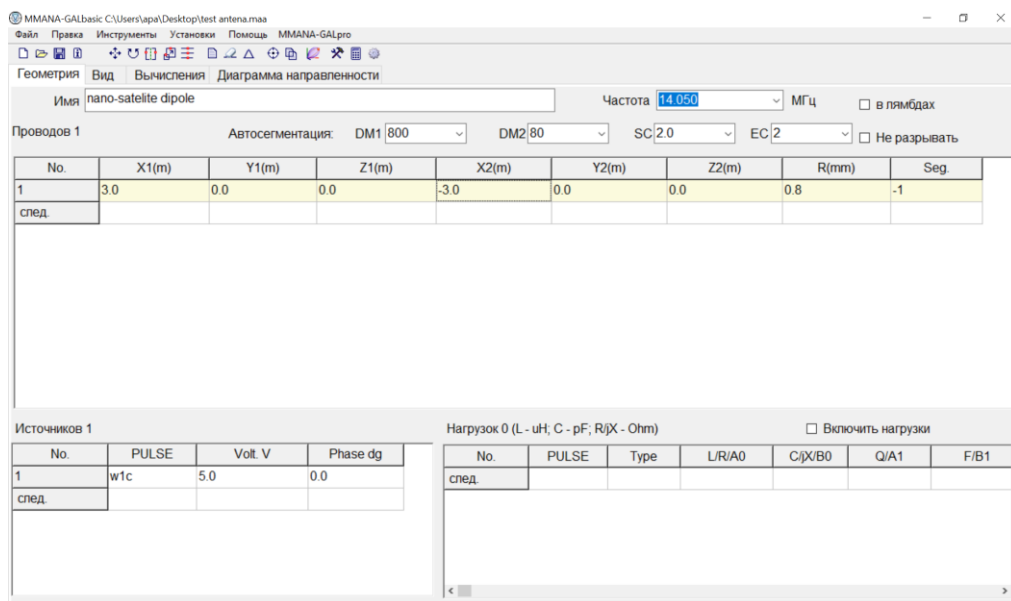 MMANA-GALbasic C:\Users\apa\Desktop\test antena.maa
Файл Правка Инструменты Установки Помощь MMANA-GALpro
Геометрия Вид Вычисления Диаграмма направленности
Имя nano-satelite dipole Частота 14.050 МГц в лямбдах
Проводов 1 Автосегментация: DM1 800 DM2 80 SC 2.0 EC 2 Не разрывать
No. X1(m) Y1(m) Z1(m) X2(m) Y2(m) Z2(m) R(mm) Seg.
1 3.0 0.0 0.0 -3.0 0.0 0.0 0.8 -1
след.
Источников 1
No. PULSE Volt. V Phase dg
1 w1c 5.0 0.0
след.
Нагрузок 0 (L - uH; C - pF; R/jX - Ohm) Включить нагрузки
No. PULSE Type L/R/A0 C/jX/B0 Q/A1 F/B1
след.